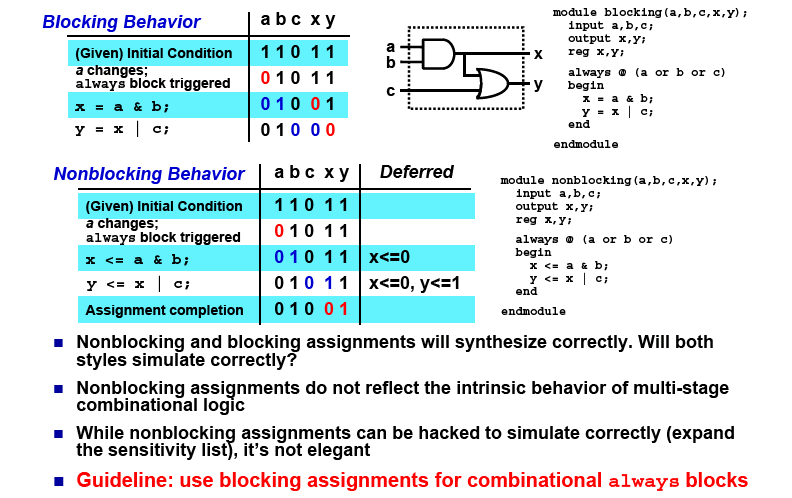 Blocking Behavior a b c x y
(Given) Initial Condition 1 1 0 1 1
a changes;
always block triggered 0 1 0 1 1
x = a & b; 0 1 0 0 1
y = x | c; 0 1 0 0 0
a
b
c
x
y
module blocking(a,b,c,x,y);
input a,b,c;
output x,y;
reg x,y;
always @ (a or b or c)
begin
x = a & b;
y = x | c;
end
endmodule
Nonblocking Behavior a b c x y Deferred
(Given) Initial Condition 1 1 0 1 1
a changes;
always block triggered 0 1 0 1 1
x <= a & b; 0 1 0 1 1 x<=0
y <= x | c; 0 1 0 1 1 x<=0, y<=1
Assignment completion 0 1 0 0 1
module nonblocking(a,b,c,x,y);
input a,b,c;
output x,y;
reg x,y;
always @ (a or b or c)
begin
x <= a & b;
y <= x | c;
end
endmodule
Nonblocking and blocking assignments will synthesize correctly. Will both
styles simulate correctly?
Nonblocking assignments do not reflect the intrinsic behavior of multi-stage
combinational logic
While nonblocking assignments can be hacked to simulate correctly (expand
the sensitivity list), it's not elegant
Guideline: use blocking assignments for combinational always blocks